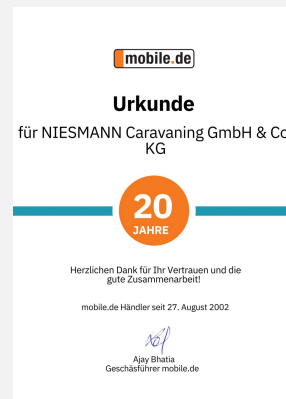 mobile.de
Urkunde
für NIESMANN Caravaning GmbH & Co
KG
20
JAHRE
Herzlichen Dank für Ihr Vertrauen und die
gute Zusammenarbeit!
mobile.de Händler seit 27. August 2002
Ajay Bhatia
Geschäsführer mobile.de